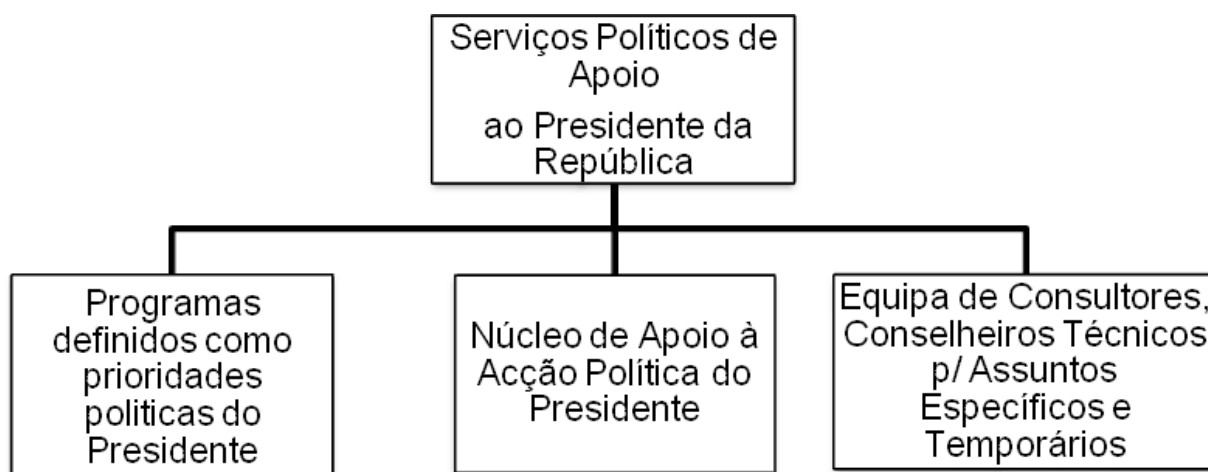 Serviços Políticos de
Apoio
ao Presidente da
República
Programas
definidos como
prioridades
politicas do
Presidente
Núcleo de Apoio à
Acção Política do
Presidente
Equipa de Consultores,
Conselheiros Técnicos
p/ Assuntos
Específicos e
Temporários